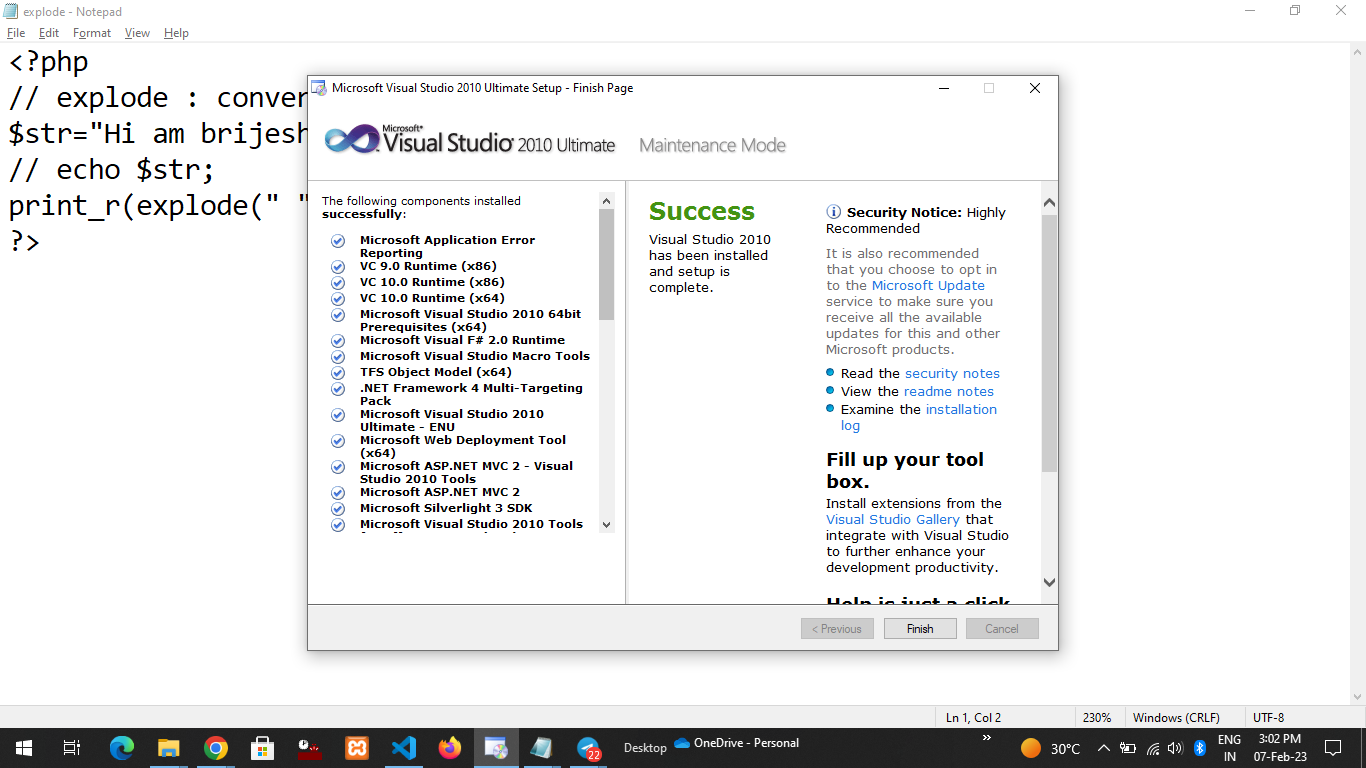 explode - Notepad
File Edit Format View Help
<?php
// explode : conver
$str="Hi am brijesh
// echo $str;
print_r(explode(" "
?>
Microsoft Visual Studio 2010 Ultimate Setup - Finish Page
Microsoft®
Visual Studio® 2010 Ultimate Maintenance Mode
The following components installed
successfully:
Microsoft Application Error
Reporting
VC 9.0 Runtime (x86)
VC 10.0 Runtime (x86)
VC 10.0 Runtime (x64)
Microsoft Visual Studio 2010 64bit
Prerequisites (x64)
Microsoft Visual F# 2.0 Runtime
Microsoft Visual Studio Macro Tools
TFS Object Model (x64)
.NET Framework 4 Multi-Targeting
Pack
Microsoft Visual Studio 2010
Ultimate - ENU
Microsoft Web Deployment Tool
(x64)
Microsoft ASP.NET MVC 2 - Visual
Studio 2010 Tools
Microsoft ASP.NET MVC 2
Microsoft Silverlight 3 SDK
Microsoft Visual Studio 2010 Tools
Success
Visual Studio 2010
has been installed
and setup is
complete.
Security Notice: Highly
Recommended
It is also recommended
that you choose to opt in
to the Microsoft Update
service to make sure you
receive all the available
updates for this and other
Microsoft products.
Read the security notes
View the readme notes
Examine the installation
log
Fill up your tool
box.
Install extensions from the
Visual Studio Gallery that
integrate with Visual Studio
to further enhance your
development productivity.
Help is just a click
< Previous Finish Cancel
Ln 1, Col 2 230% Windows (CRLF) UTF-8
22 Desktop OneDrive - Personal » 30°C ENG 3:02 PM
IN 07-Feb-23